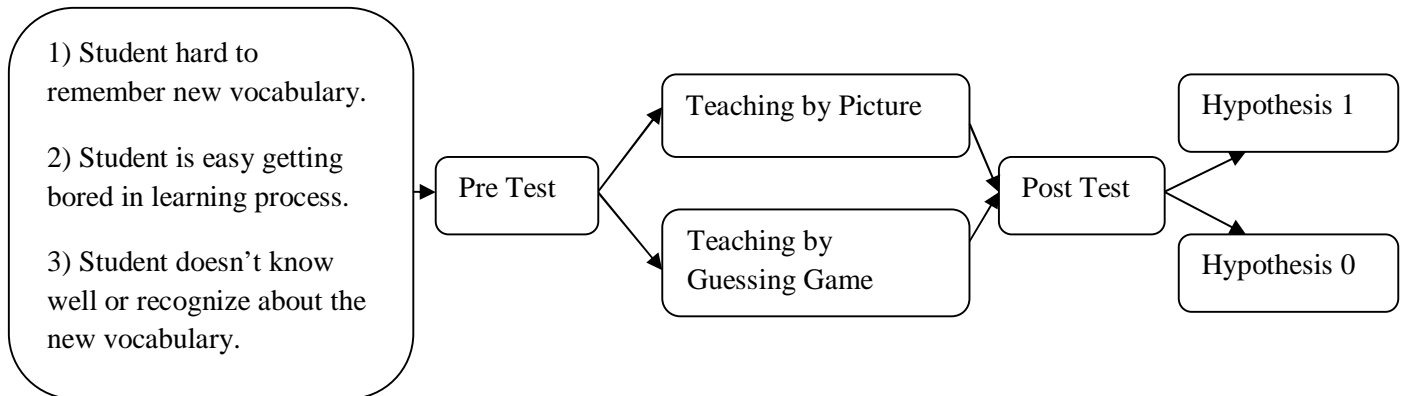 1) Student hard to
remember new vocabulary.
2) Student is easy getting
bored in learning process.
3) Student doesn’t know
well or recognize about the
new vocabulary.
Pre Test
Teaching by Picture
Teaching by
Guessing Game
Post Test
Hypothesis 1
Hypothesis 0